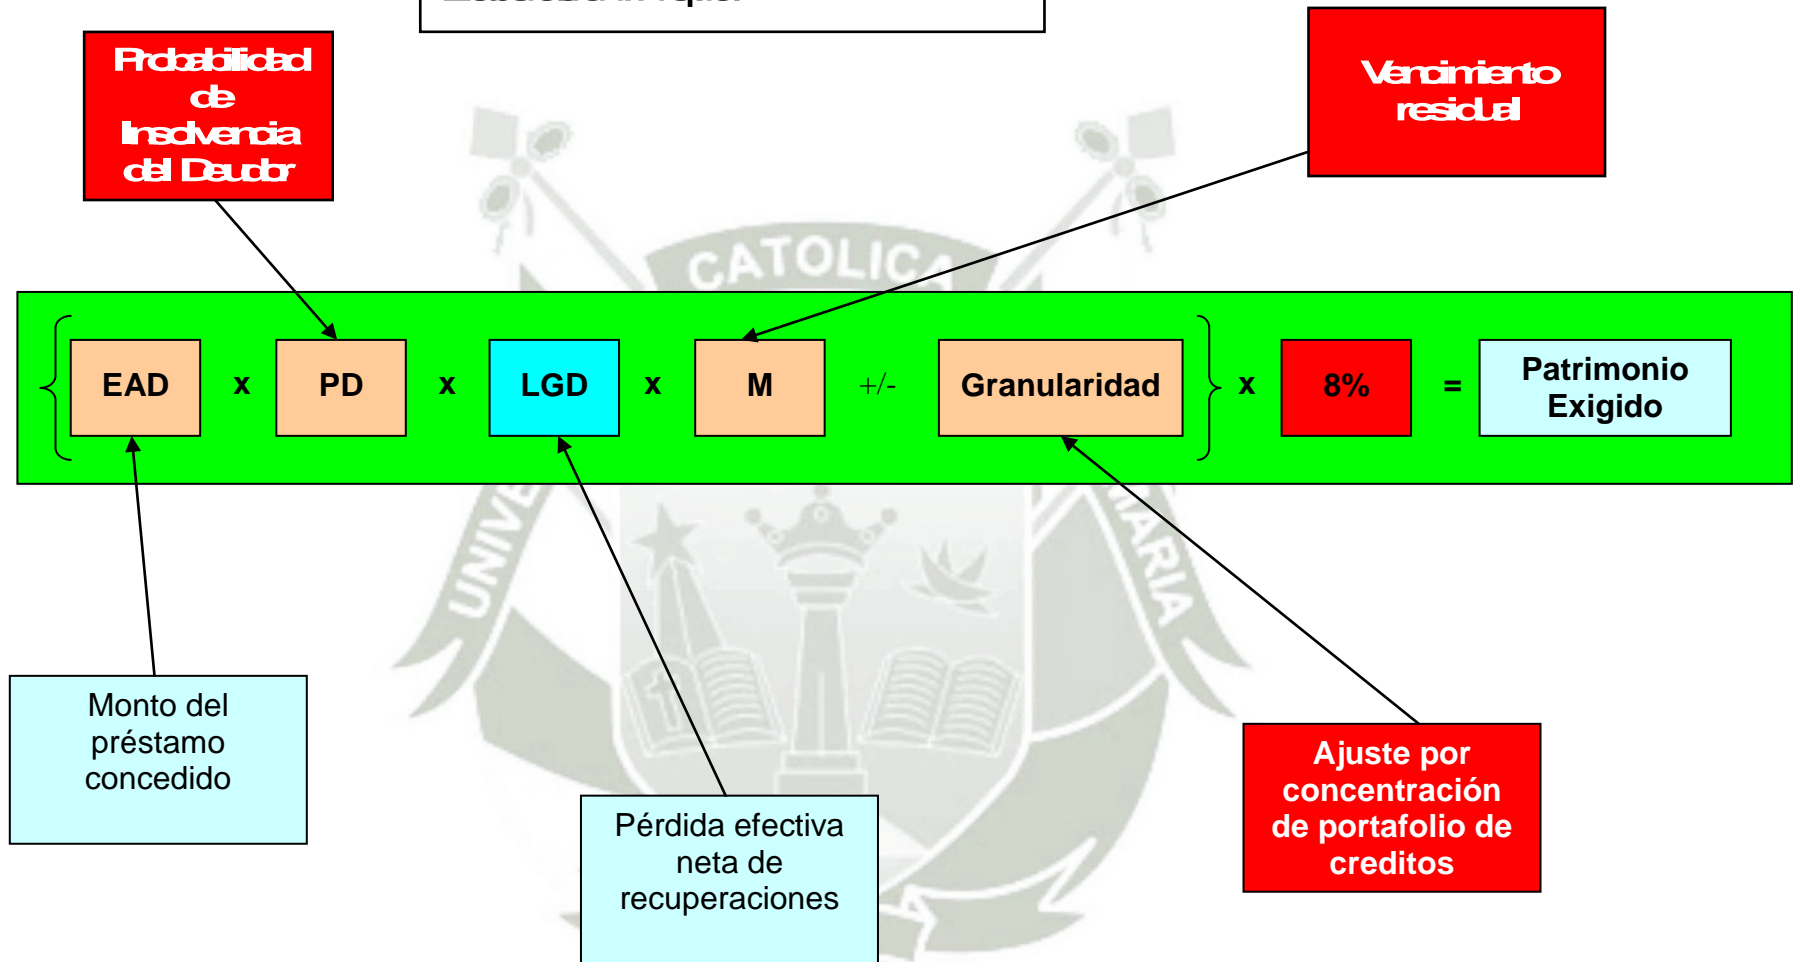 Probabilidad
de
Insolvencia
del Deudor
Vencimiento
residual
CATOLICA
EAD x PD x LGD x M +/- Granularidad x 8% = Patrimonio
Exigido
UNIVE
MARIA
Monto del
préstamo
concedido
Pérdida efectiva
neta de
recuperaciones
Ajuste por
concentración
de portafolio de
creditos